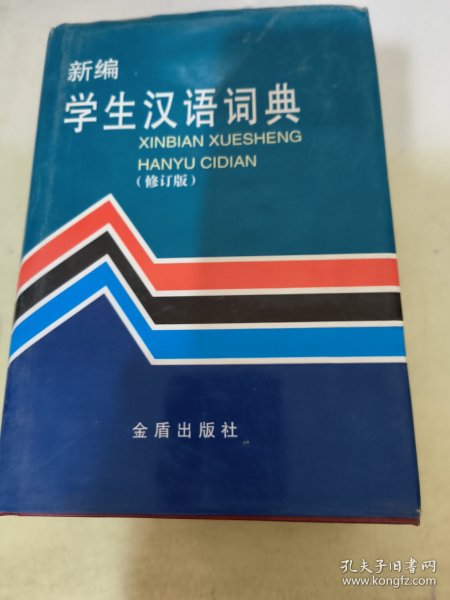 新编
学生汉语词典
XINBIAN XUESHENG
HANYU CIDIAN
（修订版）
金盾出版社
孔夫子旧书网
www.kongfz.com